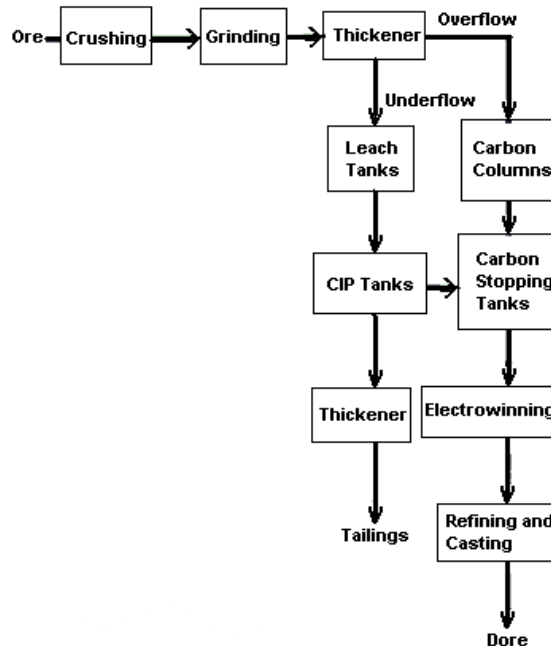 Ore
Crushing
Grinding
Thickener
Overflow
Underflow
Leach
Tanks
Carbon
Columns
CIP Tanks
Carbon
Stopping
Tanks
Thickener
Electrowinning
Tailings
Refining and
Casting
Dore